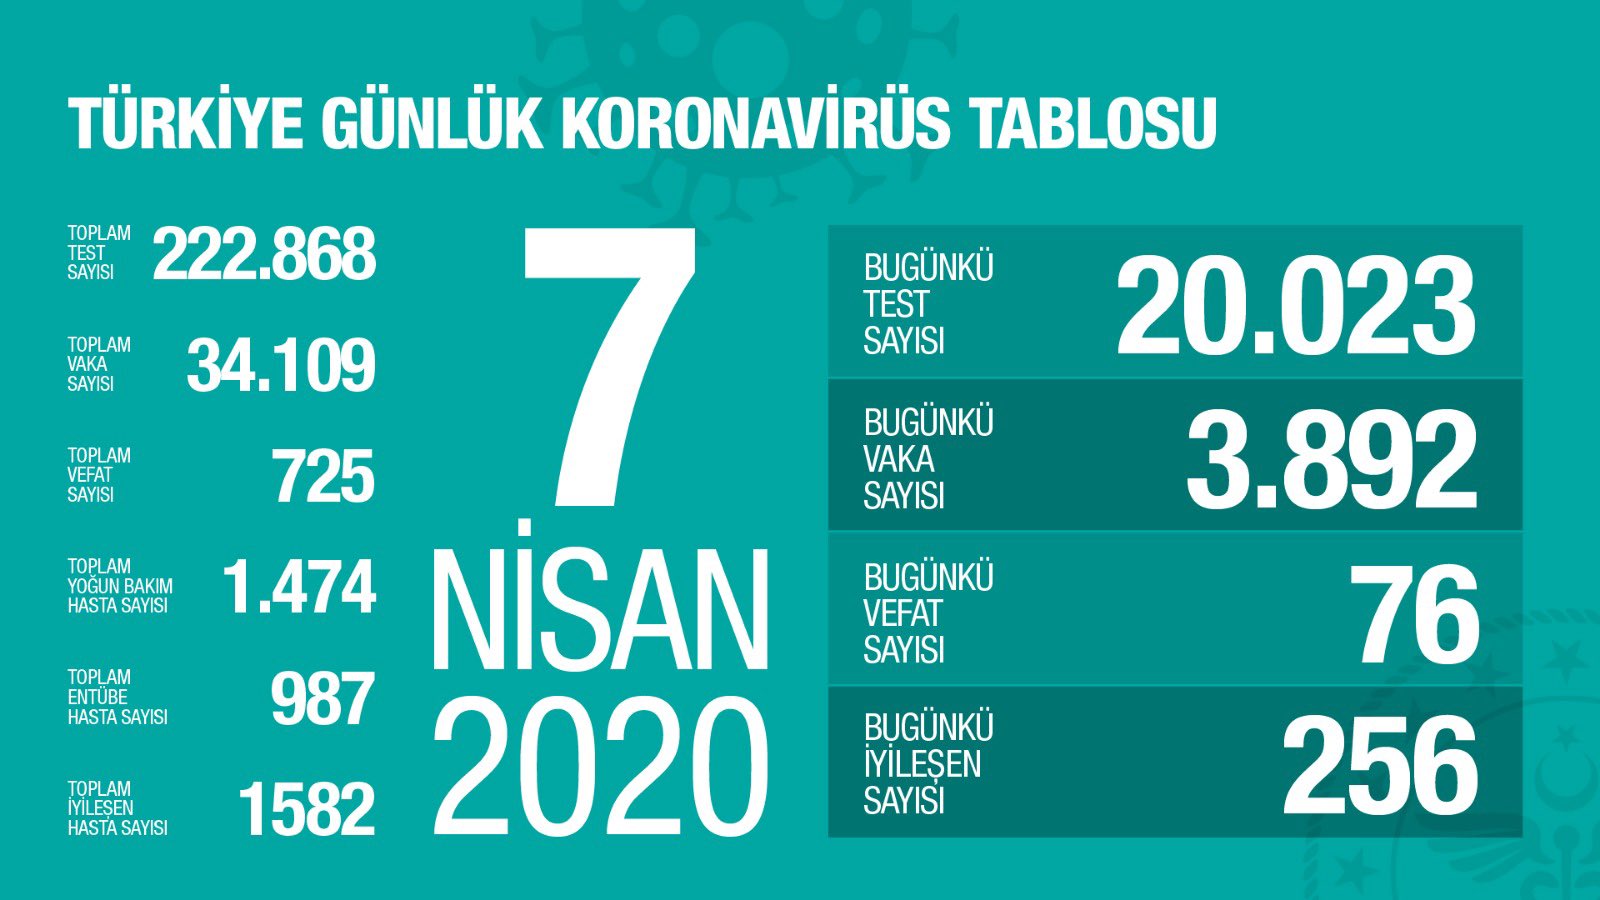 TÜRKİYE GÜNLÜK KORONAVİRÜS TABLOSU
TOPLAM
TEST
SAYISI
222.868
TOPLAM
VAKA
SAYISI
34.109
TOPLAM
VEFAT
SAYISI
725
TOPLAM
YOĞUN BAKIM
HASTA SAYISI
1.474
TOPLAM
ENTÜBE
HASTA SAYISI
987
TOPLAM
İYİLEŞEN
HASTA SAYISI
1582
7
NİSAN
2020
BUGÜNKÜ
TEST
SAYISI
20.023
BUGÜNKÜ
VAKA
SAYISI
3.892
BUGÜNKÜ
VEFAT
SAYISI
76
BUGÜNKÜ
İYİLEŞEN
SAYISI
256